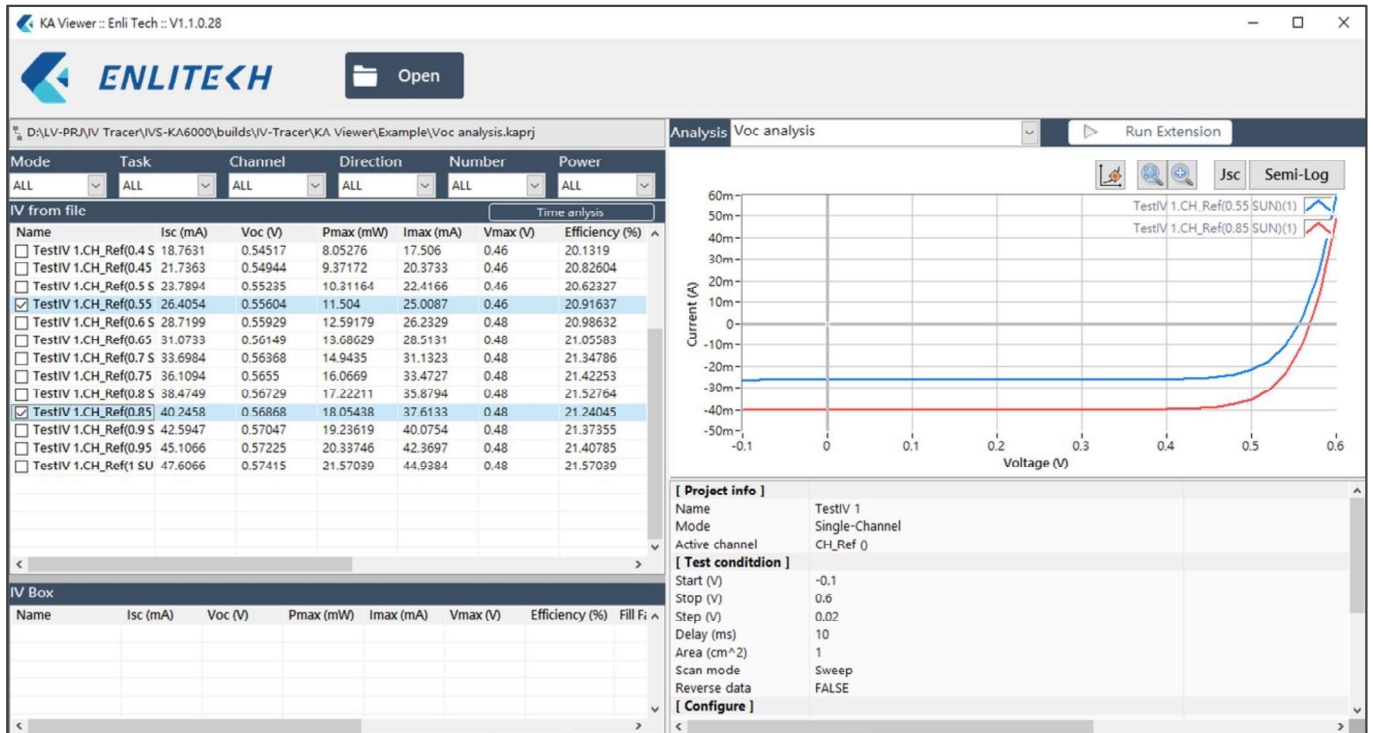 KA Viewer :: Enli Tech :: V1.1.0.28
ENLITECH
Open
D:\LV-PRJ\IV Tracer\IVS-KA6000\builds\IV-Tracer\KA Viewer\Example\Voc analysis.kaprj
Mode Task Channel Direction Number Power
ALL ALL ALL ALL ALL ALL
IV from file Time anlysis
Name Isc (mA) Voc (V) Pmax (mW) Imax (mA) Vmax (V) Efficiency (%)
TestIV 1.CH_Ref(0.4 S 18.7631 0.54517 8.05276 17.506 0.46 20.1319
TestIV 1.CH_Ref(0.45 21.7363 0.54944 9.37172 20.3733 0.46 20.82604
TestIV 1.CH_Ref(0.5 S 23.7894 0.55235 10.31164 22.4166 0.46 20.62327
TestIV 1.CH_Ref(0.55 26.4054 0.55604 11.504 25.0087 0.46 20.91637
TestIV 1.CH_Ref(0.6 S 28.7199 0.55929 12.59179 26.2329 0.48 20.98632
TestIV 1.CH_Ref(0.65 31.0733 0.56149 13.68629 28.5131 0.48 21.05583
TestIV 1.CH_Ref(0.7 S 33.6984 0.56368 14.9435 31.1323 0.48 21.34786
TestIV 1.CH_Ref(0.75 36.1094 0.5655 16.0669 33.4727 0.48 21.42253
TestIV 1.CH_Ref(0.8 S 38.4749 0.56729 17.22211 35.8794 0.48 21.52764
TestIV 1.CH_Ref(0.85 40.2458 0.56868 18.05438 37.6133 0.48 21.24045
TestIV 1.CH_Ref(0.9 S 42.5947 0.57047 19.23619 40.0754 0.48 21.37355
TestIV 1.CH_Ref(0.95 45.1066 0.57225 20.33746 42.3697 0.48 21.40785
TestIV 1.CH_Ref(1 SU 47.6066 0.57415 21.57039 44.9384 0.48 21.57039
IV Box
Name Isc (mA) Voc (V) Pmax (mW) Imax (mA) Vmax (V) Efficiency (%) Fill Fa
Analysis Voc analysis Run Extension
Jsc Semi-Log
TestIV 1.CH_Ref(0.55 SUN)(1)
TestIV 1.CH_Ref(0.85 SUN)(1)
Current (A)
60m
50m
40m
30m
20m
10m
0
-10m
-20m
-30m
-40m
-50m
-0.1 0 0.1 0.2 0.3 0.4 0.5 0.6
Voltage (V)
[ Project info ]
Name TestIV 1
Mode Single-Channel
Active channel CH_Ref ()
[ Test conditdion ]
Start (V) -0.1
Stop (V) 0.6
Step (V) 0.02
Delay (ms) 10
Area (cm^2) 1
Scan mode Sweep
Reverse data FALSE
[ Configure ]